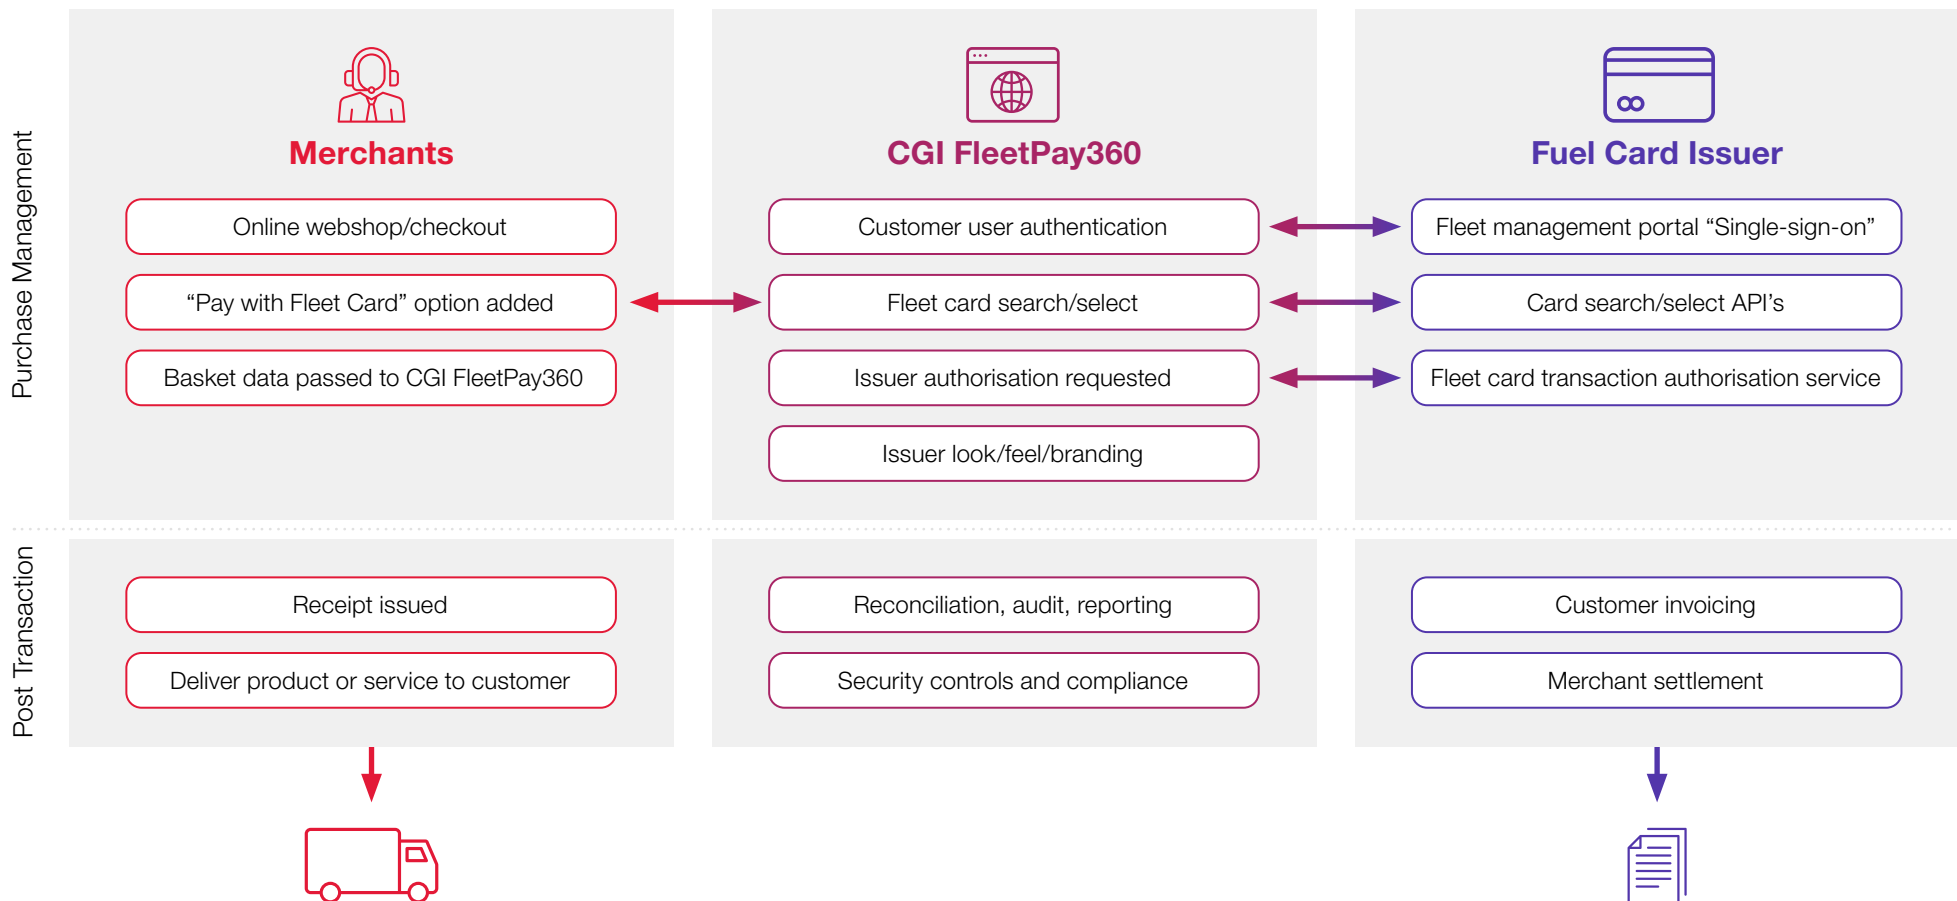 Purchase Management
Merchants
Online webshop/checkout
“Pay with Fleet Card” option added
Basket data passed to CGI FleetPay360
CGI FleetPay360
Customer user authentication
Fleet card search/select
Issuer authorisation requested
Issuer look/feel/branding
Fuel Card Issuer
Fleet management portal “Single-sign-on”
Card search/select API’s
Fleet card transaction authorisation service
Post Transaction
Receipt issued
Deliver product or service to customer
Reconciliation, audit, reporting
Security controls and compliance
Customer invoicing
Merchant settlement